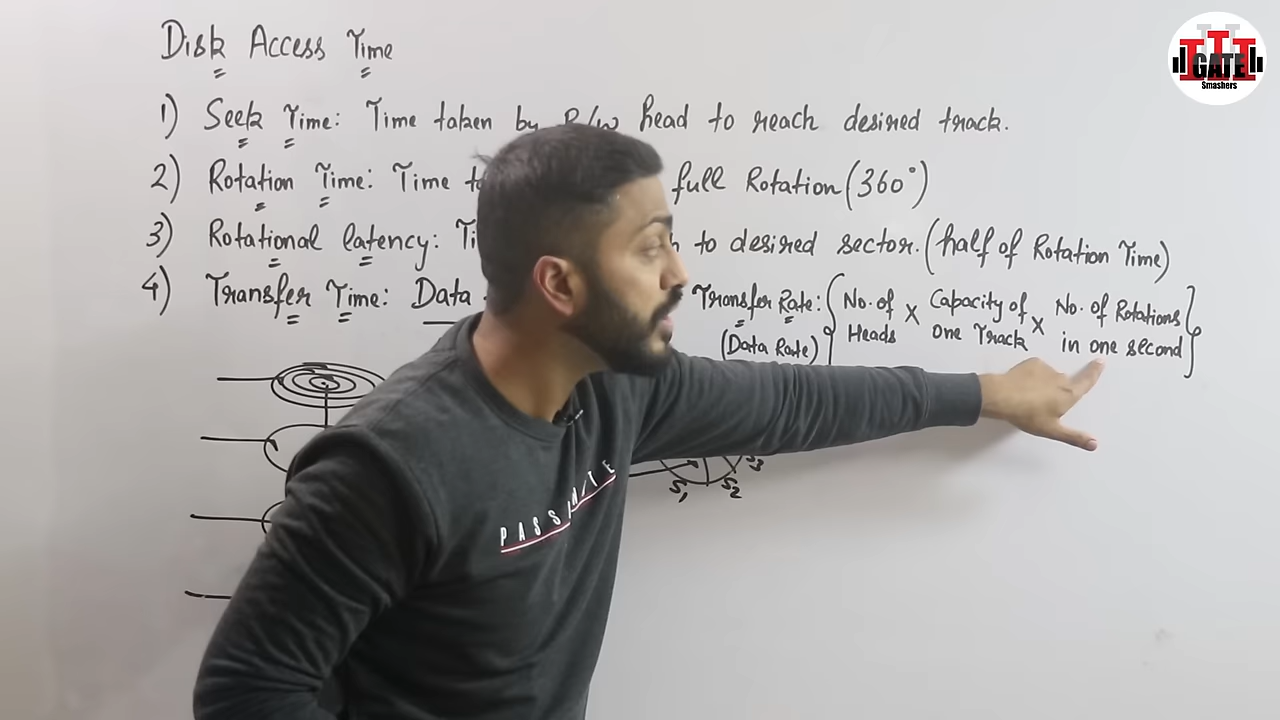 Disk Access Time
1) Seek Time: Time taken by R/W head to reach desired track.
2) Rotation Time: Time full Rotation (360°)
3) Rotational latency: to desired sector. (half of Rotation Time)
4) Transfer Time: Data Transfer Rate: { No. of Heads X Capacity of One Track X No. of Rotations in one second }
(Data Rate)
S1 S2 S3
PASSI
TE
GATE
Smashers